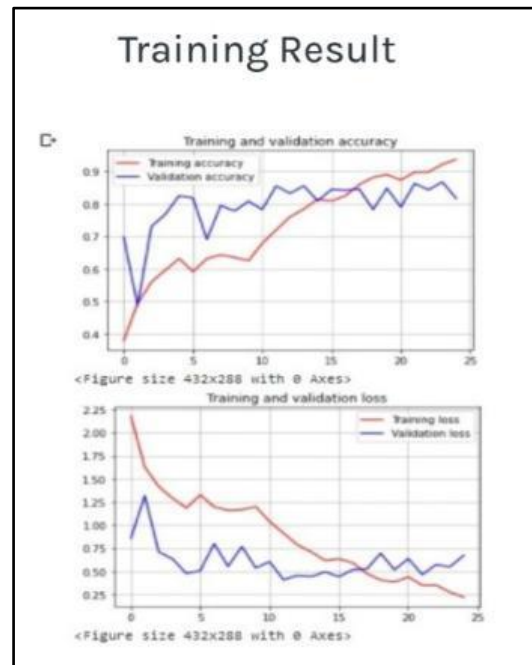 Training Result
Training and validation accuracy
Training accuracy
Validation accuracy
0.9
0.8
0.7
0.6
0.5
0.4
0 5 10 15 20 25
<Figure size 432x288 with 0 Axes>
Training and validation loss
2.25
Training loss
Validation loss
2.00
1.75
1.50
1.25
1.00
0.75
0.50
0.25
0 5 10 15 20 25
<Figure size 432x288 with 0 Axes>